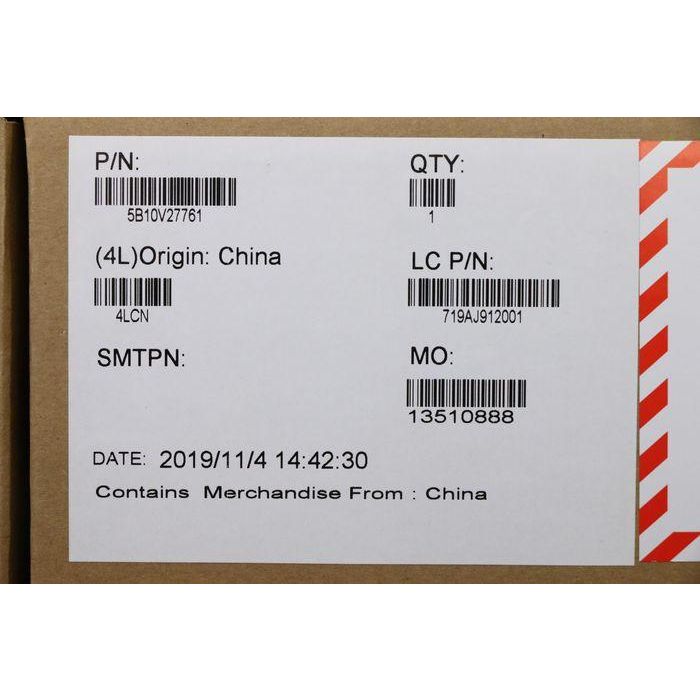 P/N:
5B10V27761
QTY:
1
(4L)Origin: China
4LCN
LC P/N:
719AJ912001
SMTPN:
MO:
13510888
DATE: 2019/11/4 14:42:30
Contains Merchandise From : China